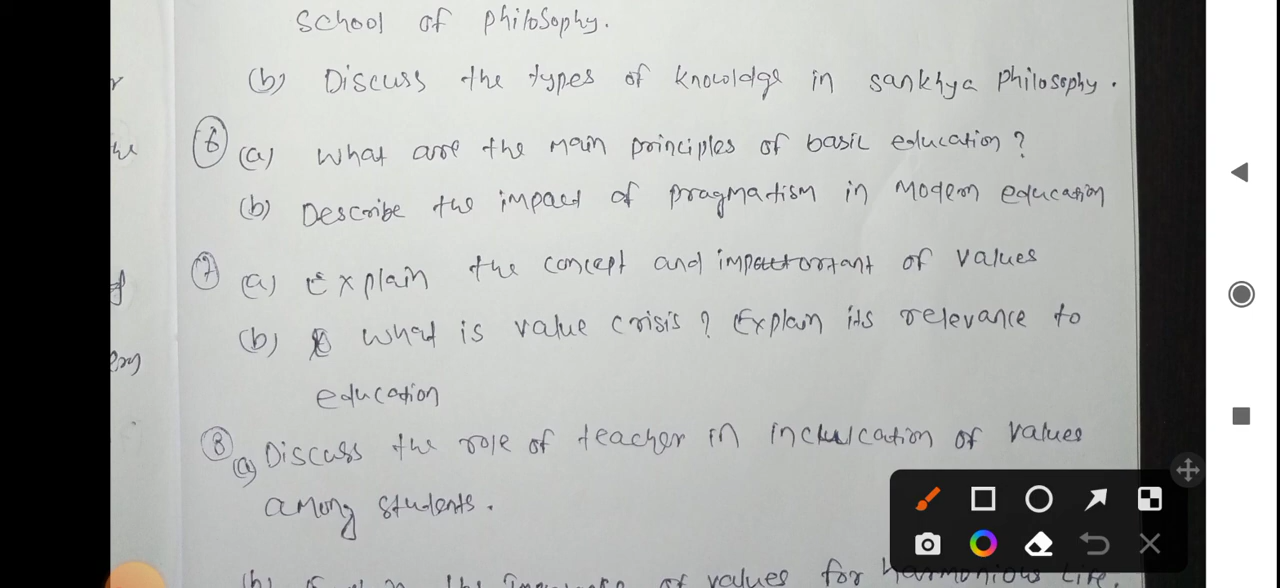 School of philosophy.
(b) Discuss the types of knowoldge in sankhya philosophy.
6 (a) What are the main principles of basic education?
(b) Describe the impact of pragmatism in Modern education
7 (a) Explain the concept and important of values
(b) What is value crisis? Explain its relevance to
education
8 (a) Discuss the role of teacher in inculcation of values
among students.
(b) of values for harmonious life.